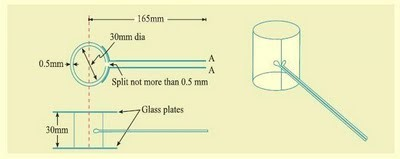 165mm
30mm dia
0.5mm
A
A
Split not more than 0.5 mm
Glass plates
30mm